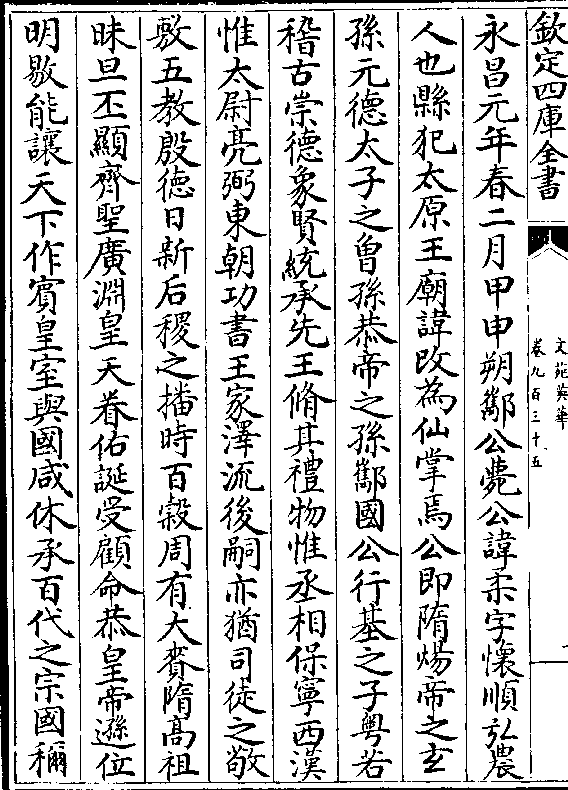 欽定四庫全書
文苑英華
卷九百三十五
永昌元年春二月甲申朔酅公薨公諱柔字懷順弘農
人也縣犯太原王廟諱改為仙掌焉公即隋煬帝之玄
孫元德太子之曾孫恭帝之孫酅國公行基之子粤若
稽古崇德象賢統承先王脩其禮物惟丞相保寧西漢
惟太尉亮弼東朝功書王家澤流後嗣亦猶司徒之敬
敷五教殷德日新后稷之播時百穀周有大賚隋高祖
昧旦丕顯齊聖廣淵皇天眷佑誕受顧命恭皇帝遜位
明敭能讓天下作賓皇室與國咸休承百代之宗國稱